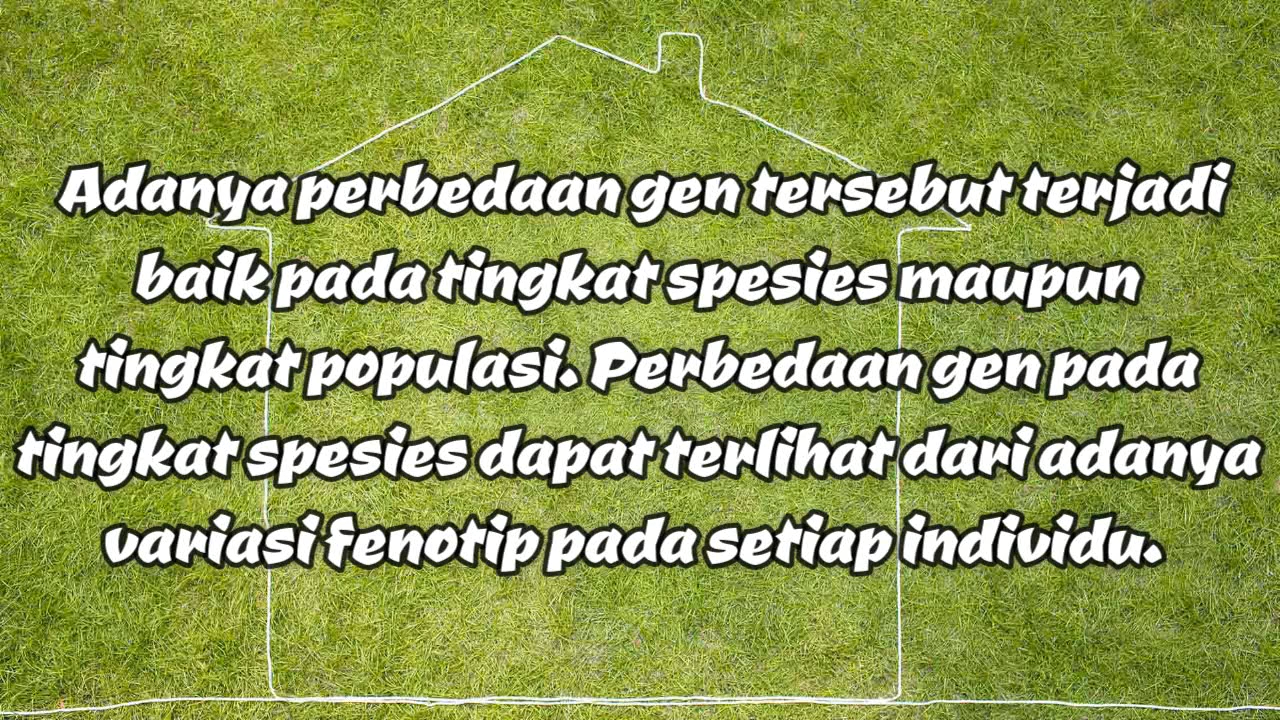 Adanya perbedaan gen tersebut terjadi
baik pada tingkat spesies maupun
tingkat populasi. Perbedaan gen pada
tingkat spesies dapat terlihat dari adanya
variasi fenotip pada setiap individu.